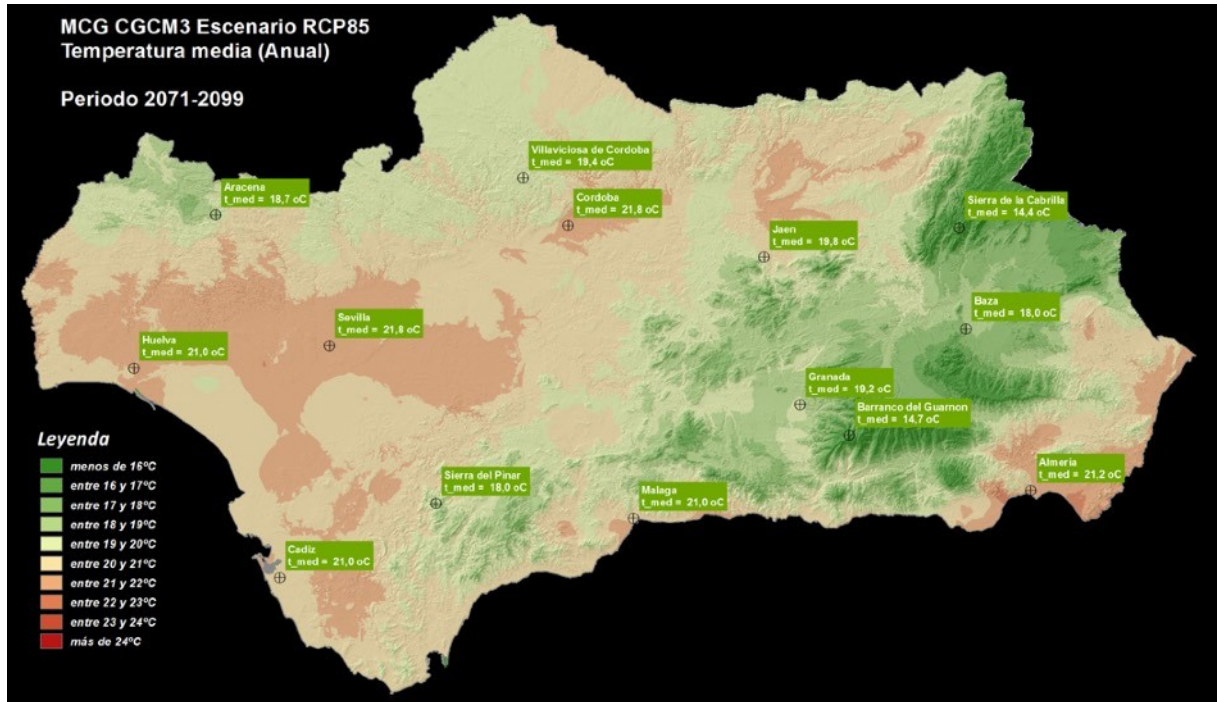 MCG CGCM3 Escenario RCP85
Temperatura media (Anual)
Periodo 2071-2099
Villaviciosa de Cordoba
t_med = 19,4 oC
Aracena
t_med = 18,7 oC
Cordoba
t_med = 21,8 oC
Sierra de la Cabrilla
t_med = 14,4 oC
Jaen
t_med = 19,8 oC
Baza
t_med = 18,0 oC
Sevilla
t_med = 21,8 oC
Huelva
t_med = 21,0 oC
Granada
t_med = 19,2 oC
Barranco del Guarnon
t_med = 14,7 oC
Almeria
t_med = 21,2 oC
Sierra del Pinar
t_med = 18,0 oC
Malaga
t_med = 21,0 oC
Cadiz
t_med = 21,0 oC
Leyenda
menos de 16ºC
entre 16 y 17ºC
entre 17 y 18ºC
entre 18 y 19ºC
entre 19 y 20ºC
entre 20 y 21ºC
entre 21 y 22ºC
entre 22 y 23ºC
entre 23 y 24ºC
más de 24ºC